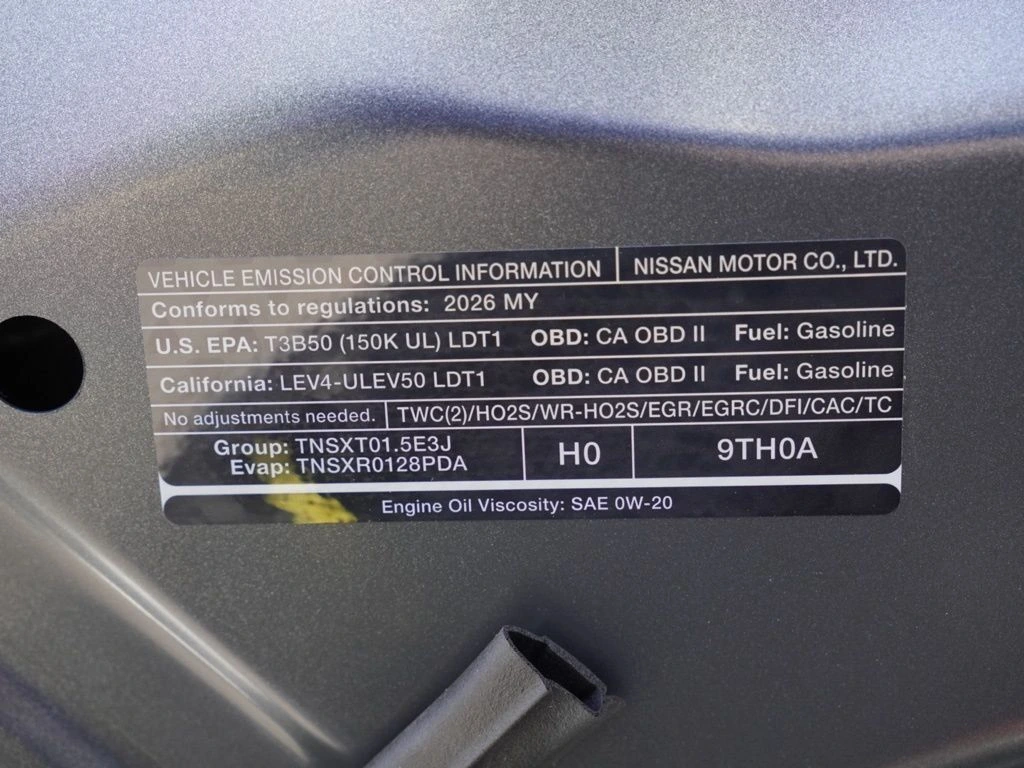 VEHICLE EMISSION CONTROL INFORMATION NISSAN MOTOR CO., LTD.
Conforms to regulations: 2026 MY
U.S. EPA: T3B50 (150K UL) LDT1 OBD: CA OBD II Fuel: Gasoline
California: LEV4-ULEV50 LDT1 OBD: CA OBD II Fuel: Gasoline
No adjustments needed. TWC(2)/HO2S/WR-HO2S/EGR/EGRC/DFI/CAC/TC
Group: TNSXT01.5E3J
Evap: TNSXR0128PDA
H0
9TH0A
Engine Oil Viscosity: SAE 0W-20